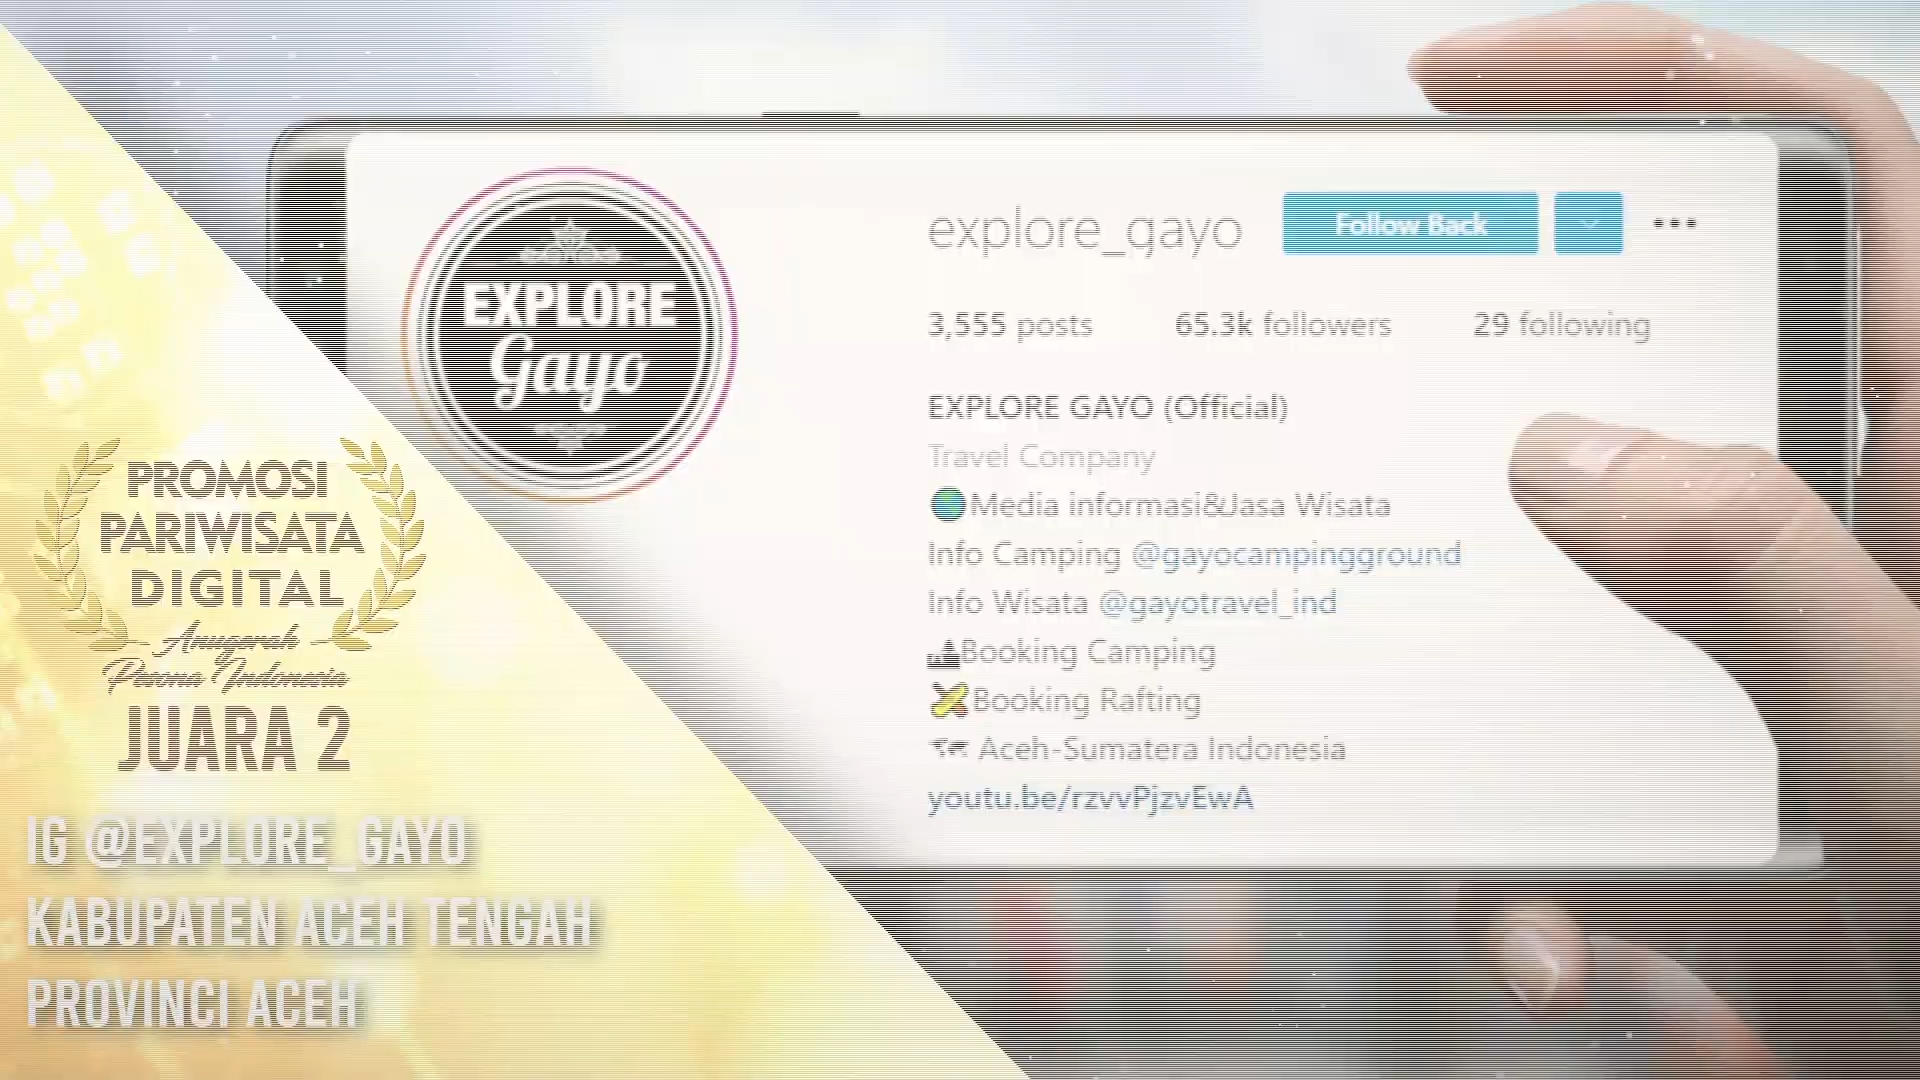 PROMOSI
PARIWISATA
DIGITAL
Anugerah
Pesona Indonesia
JUARA 2
IG @EXPLORE_GAYO
KABUPATEN ACEH TENGAH
PROVINCI ACEH
EXPLORE
Gayo
explore_gayo Follow Back
3,555 posts 65.3k followers 29 following
EXPLORE GAYO (Official)
Travel Company
Media informasi&Jasa Wisata
Info Camping @gayocampingground
Info Wisata @gayotravel_ind
Booking Camping
Booking Rafting
Aceh-Sumatera Indonesia
youtu.be/rzvvPjzvEwA